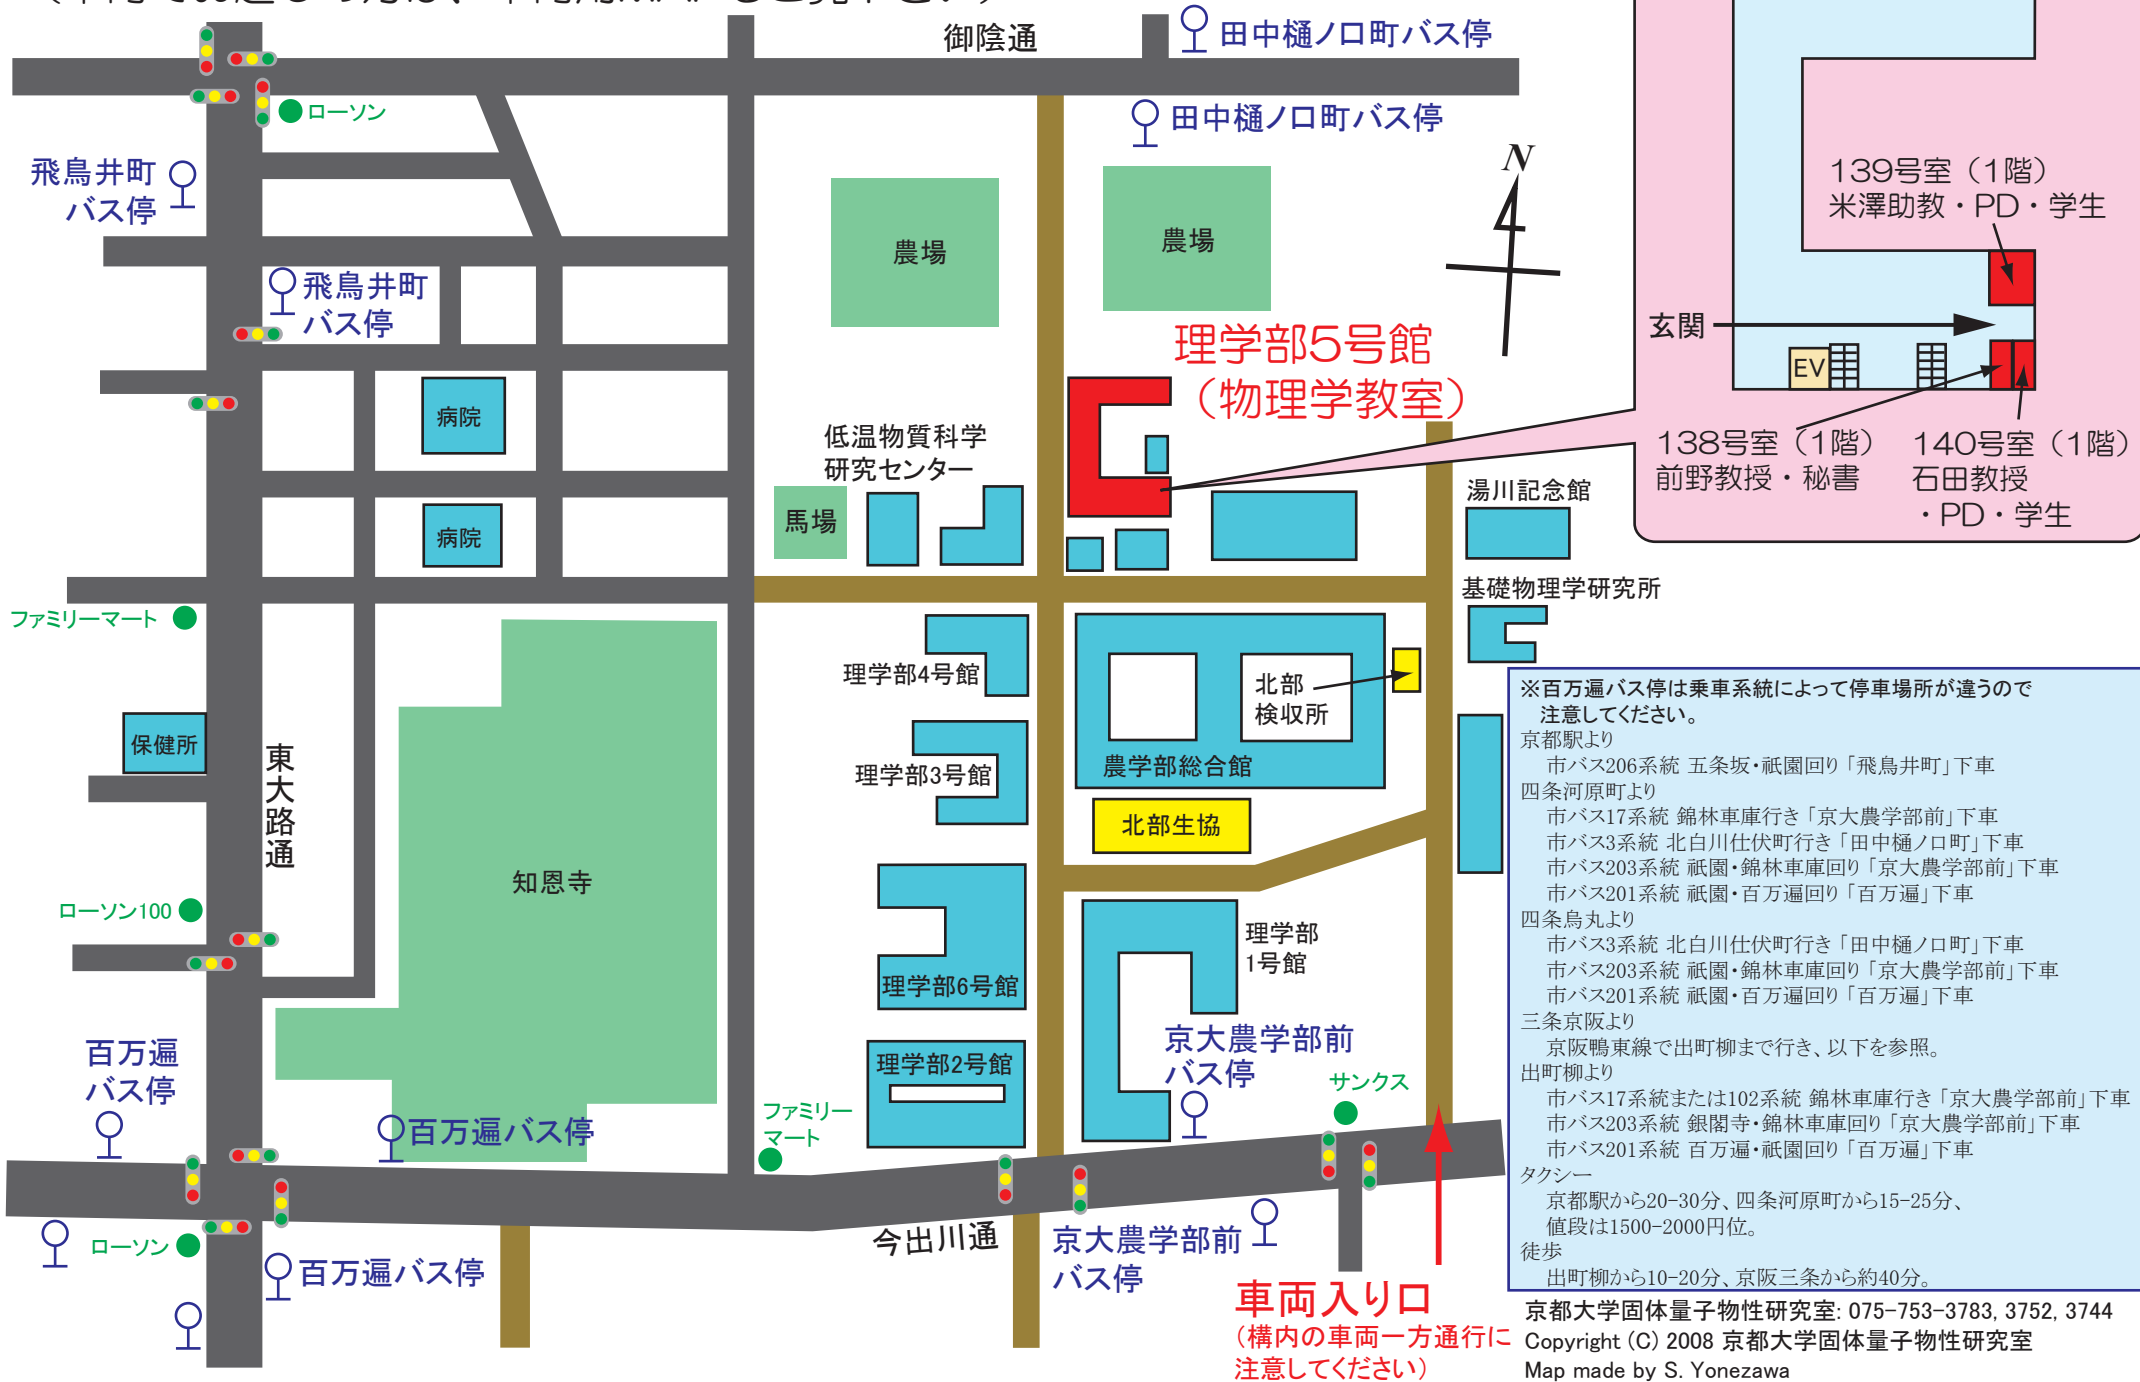 御陰通
田中樋ノ口町バス停
田中樋ノ口町バス停
ローソン
飛鳥井町
バス停
飛鳥井町
バス停
農場
農場
N
139号室（1階）
米澤助教・PD・学生
玄関
EV
138号室（1階）
前野教授・秘書
140号室（1階）
石田教授
・PD・学生
理学部5号館
（物理学教室）
病院
病院
低温物質科学
研究センター
馬場
湯川記念館
基礎物理学研究所
ファミリーマート
理学部4号館
北部
検収所
保健所
東大路通
理学部3号館
農学部総合館
北部生協
知恩寺
ローソン100
理学部6号館
理学部
1号館
百万遍
バス停
理学部2号館
京大農学部前
バス停
サンクス
百万遍バス停
ファミリー
マート
ローソン
百万遍バス停
今出川通
京大農学部前
バス停
車両入り口
（構内の車両一方通行に
注意してください）
※百万遍バス停は乗車系統によって停車場所が違うので
注意してください。
京都駅より
市バス206系統 五条坂・祇園回り「飛鳥井町」下車
四条河原町より
市バス17系統 錦林車庫行き「京大農学部前」下車
市バス3系統 北白川仕伏町行き「田中樋ノ口町」下車
市バス203系統 祇園・錦林車庫回り「京大農学部前」下車
市バス201系統 祇園・百万遍回り「百万遍」下車
四条烏丸より
市バス3系統 北白川仕伏町行き「田中樋ノ口町」下車
市バス203系統 祇園・錦林車庫回り「京大農学部前」下車
市バス201系統 祇園・百万遍回り「百万遍」下車
三条京阪より
京阪鴨東線で出町柳まで行き、以下を参照。
出町柳より
市バス17系統または102系統 錦林車庫行き「京大農学部前」下車
市バス203系統 銀閣寺・錦林車庫回り「京大農学部前」下車
市バス201系統 百万遍・祇園回り「百万遍」下車
タクシー
京都駅から20-30分、四条河原町から15-25分、
値段は1500-2000円位。
徒歩
出町柳から10-20分、京阪三条から約40分。
京都大学固体量子物性研究室: 075-753-3783, 3752, 3744
Copyright (C) 2008 京都大学固体量子物性研究室
Map made by S. Yonezawa